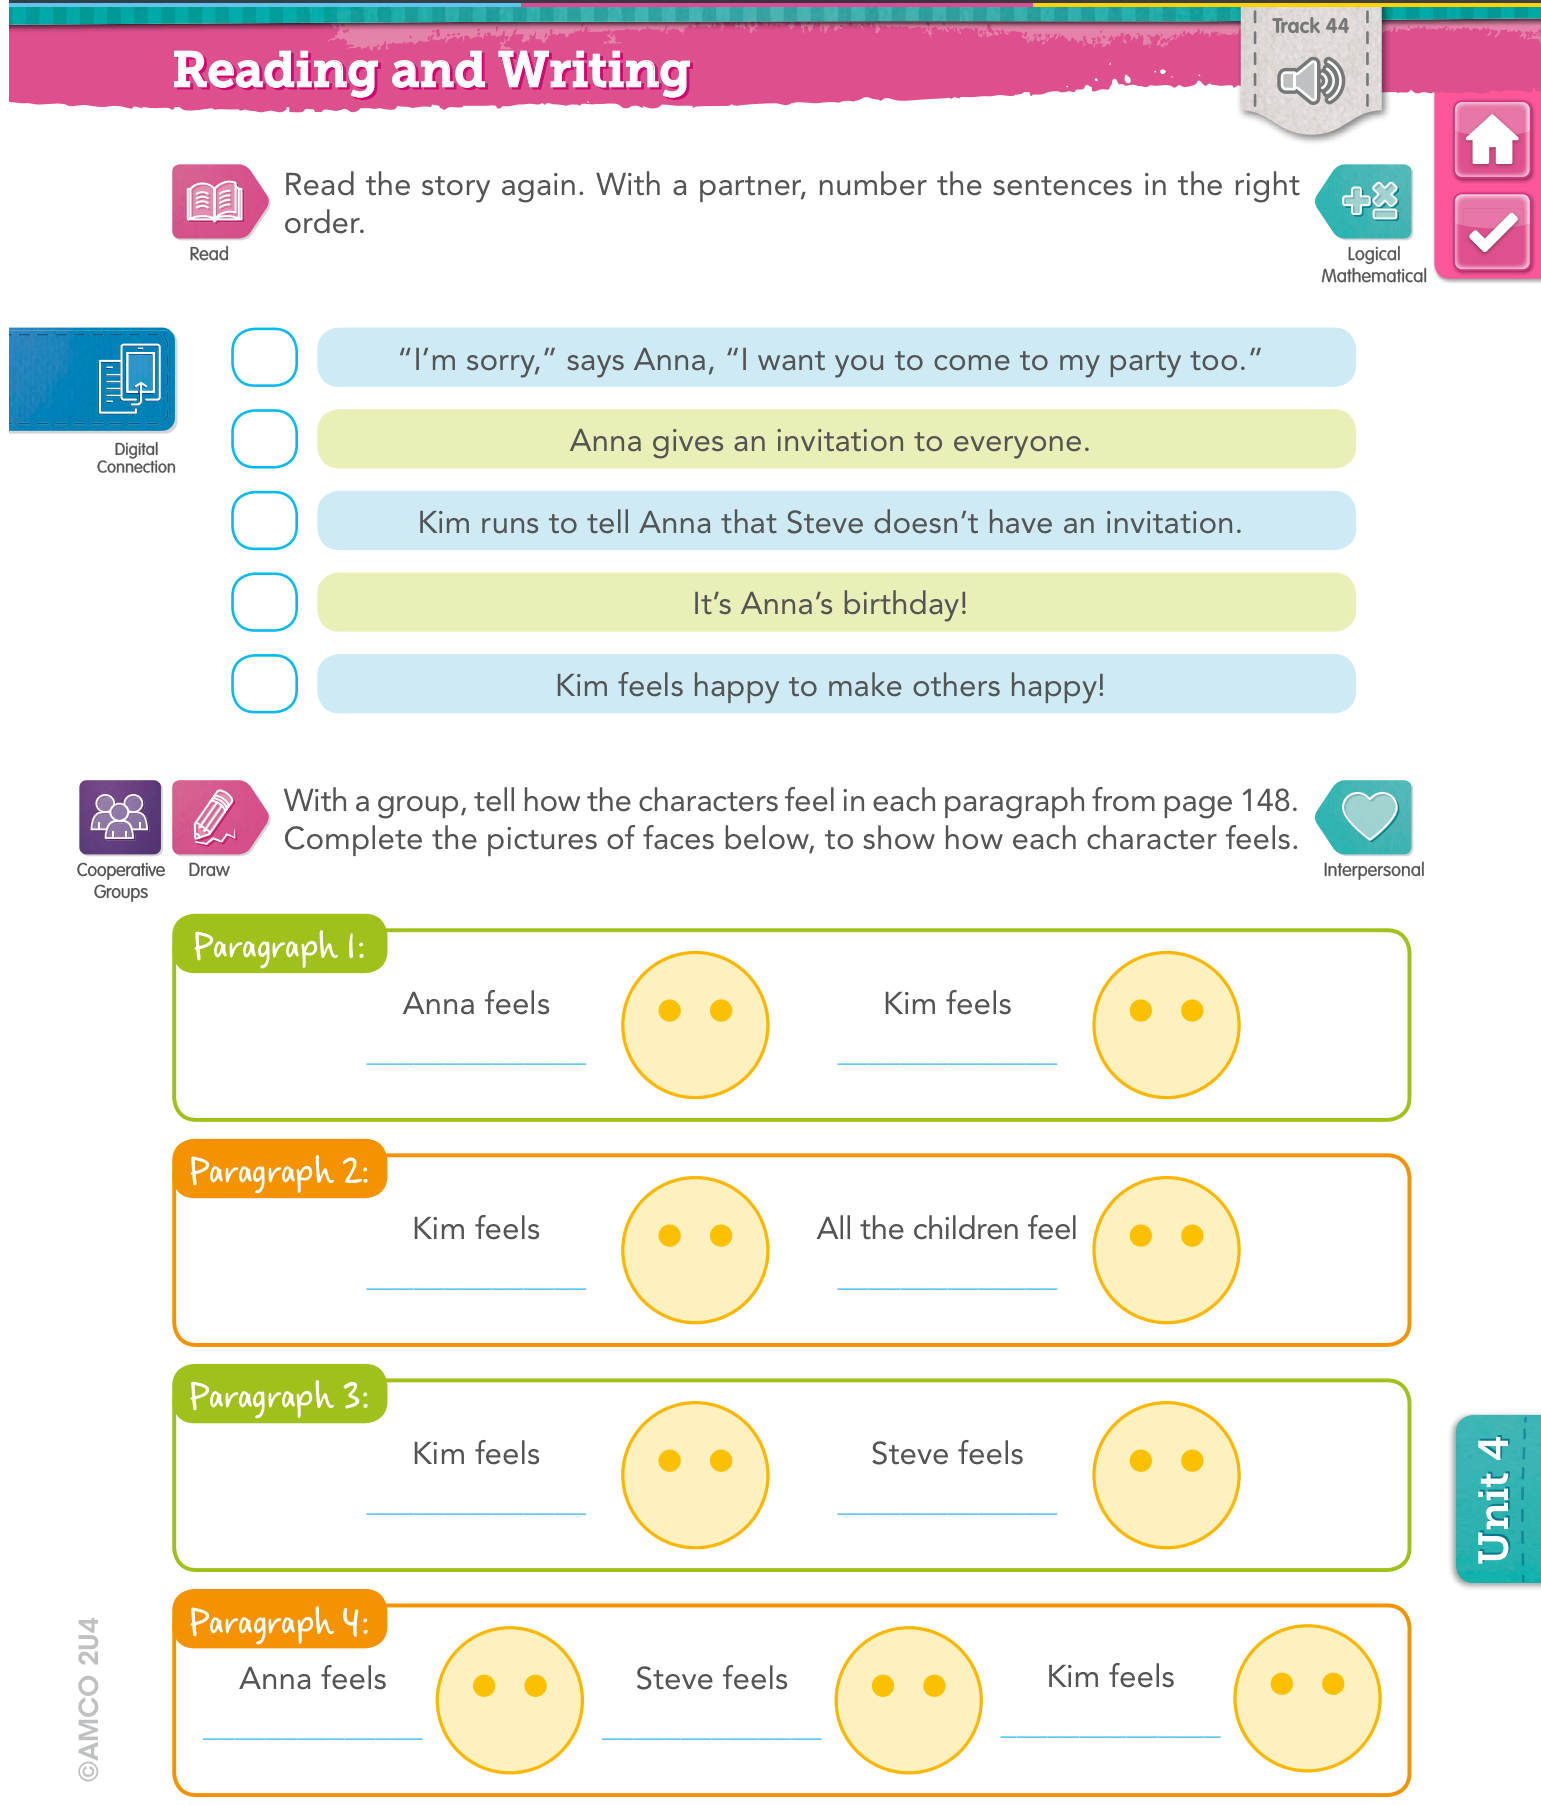 Track 44
Reading and Writing
Read the story again. With a partner, number the sentences in the right
order.
Read
Logical
Mathematical
Digital
Connection
“I’m sorry,” says Anna, “I want you to come to my party too.”
Anna gives an invitation to everyone.
Kim runs to tell Anna that Steve doesn’t have an invitation.
It’s Anna’s birthday!
Kim feels happy to make others happy!
With a group, tell how the characters feel in each paragraph from page 148.
Complete the pictures of faces below, to show how each character feels.
Cooperative
Groups
Draw
Interpersonal
Paragraph 1:
Anna feels
Kim feels
Paragraph 2:
Kim feels
All the children feel
Paragraph 3:
Kim feels
Steve feels
Unit 4
Paragraph 4:
Anna feels
Steve feels
Kim feels
©AMCO 2U4